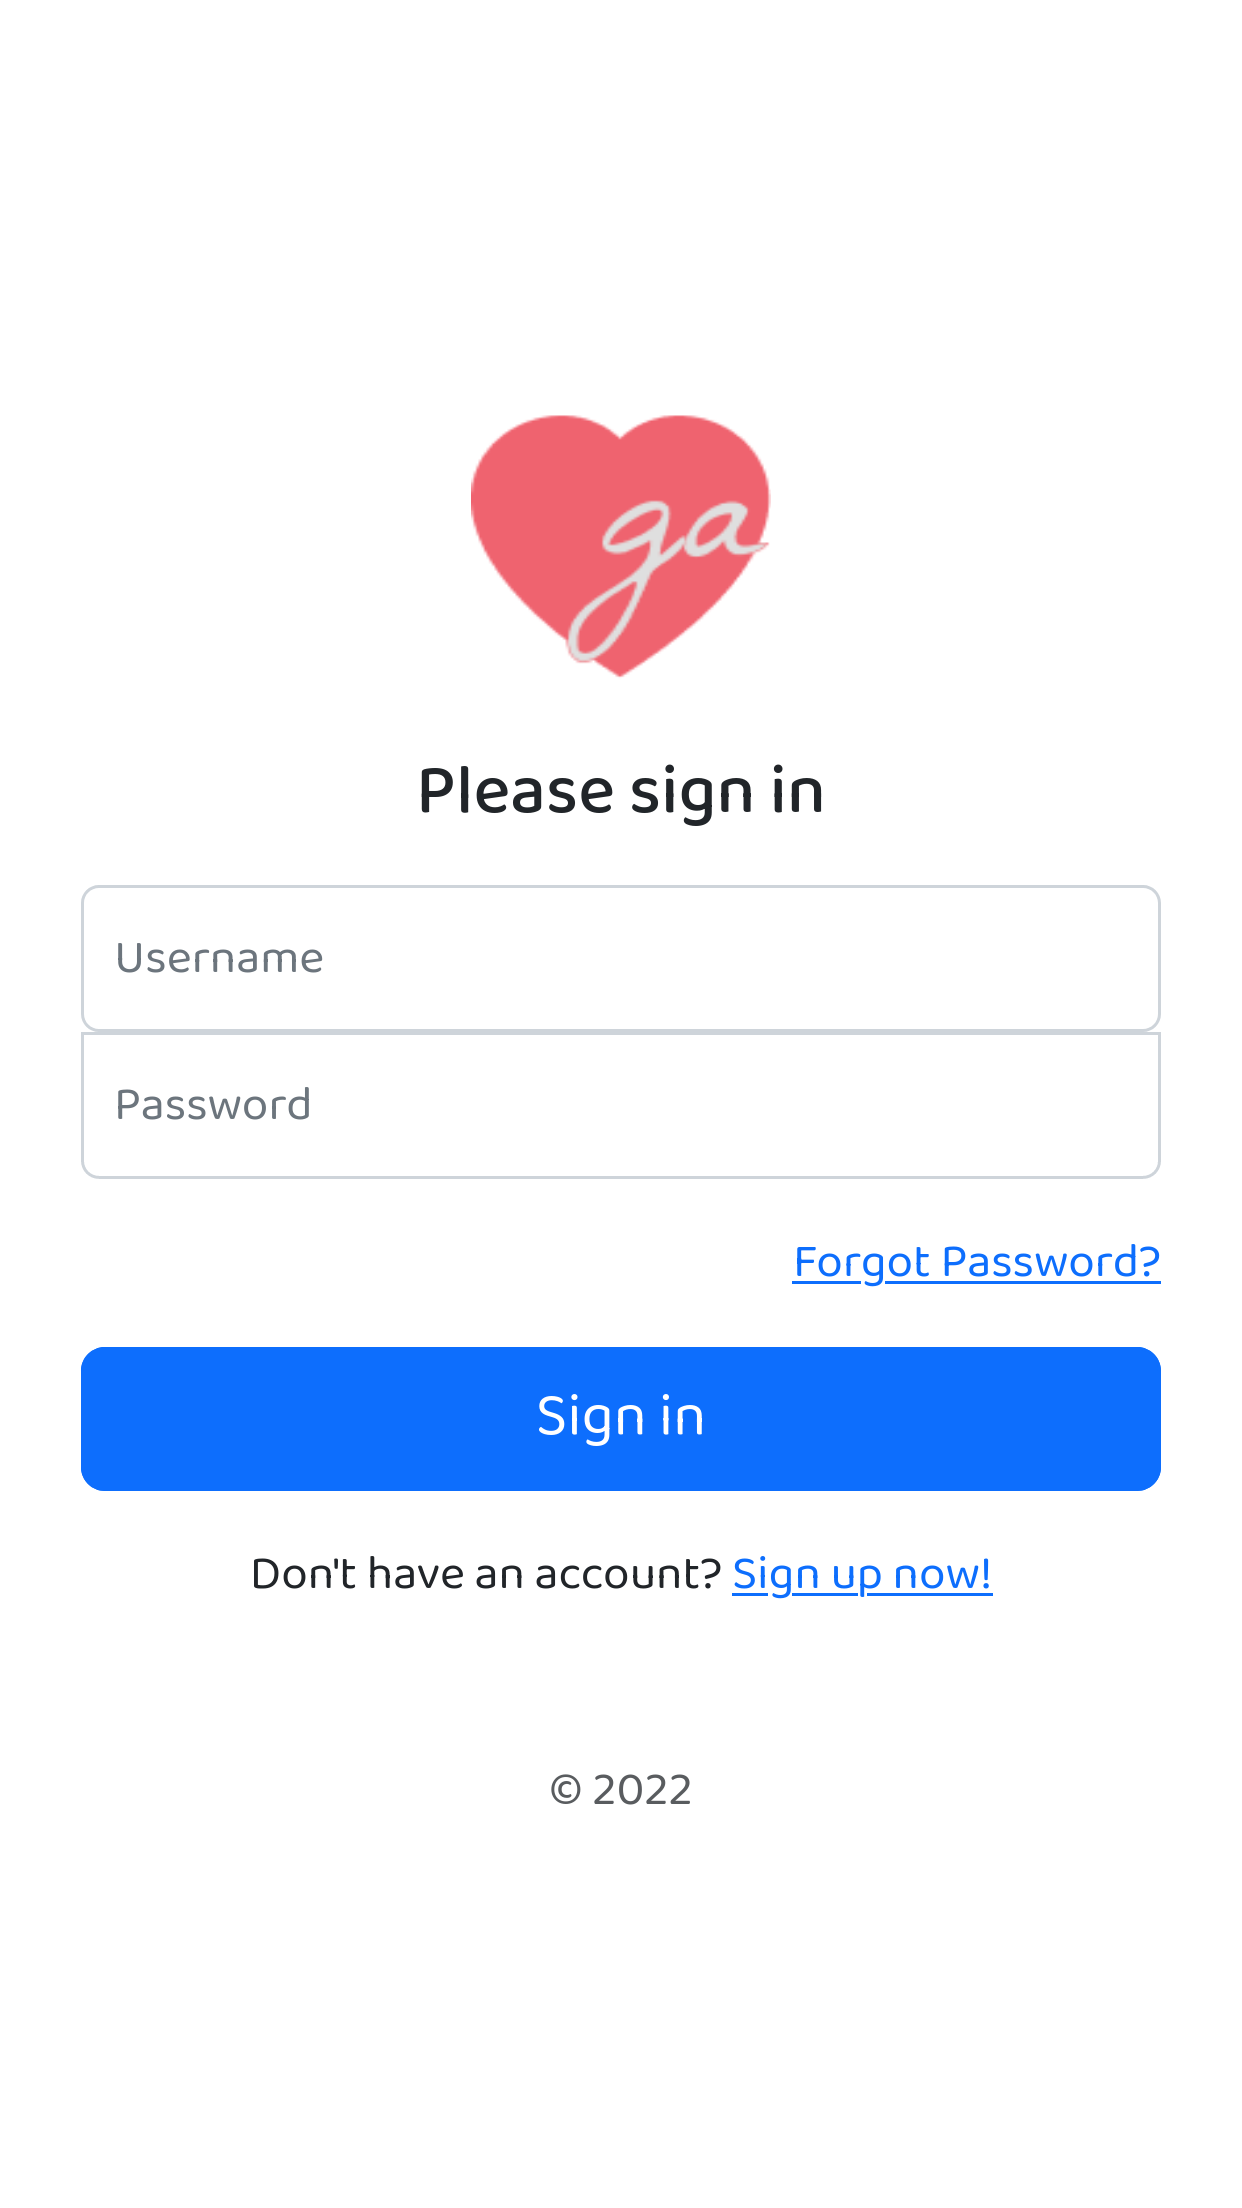 ga
Please sign in
Username
Password
Forgot Password?
Sign in
Don't have an account? Sign up now!
© 2022